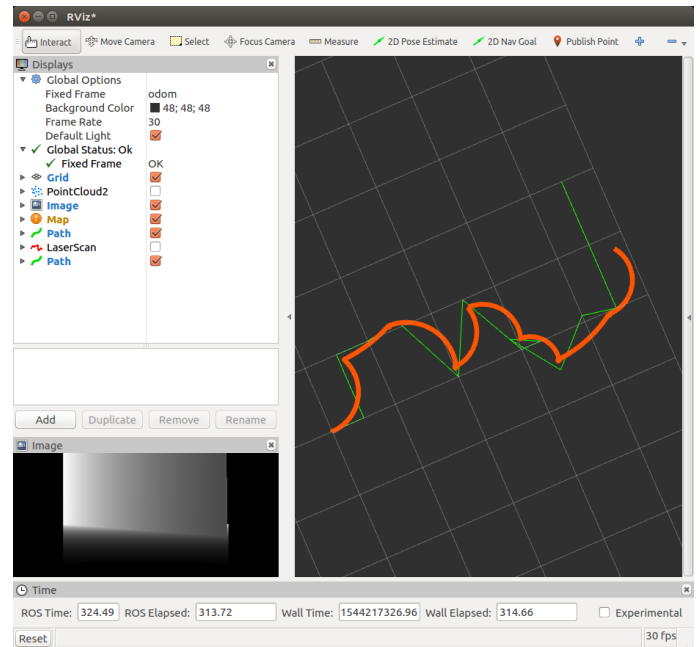 RViz*
Interact Move Camera Select Focus Camera Measure 2D Pose Estimate 2D Nav Goal Publish Point
Displays
Global Options
Fixed Frame odom
Background Color 48; 48; 48
Frame Rate 30
Default Light
Global Status: Ok
Fixed Frame OK
Grid
PointCloud2
Image
Map
Path
LaserScan
Path
Add Duplicate Remove Rename
Image
Time
ROS Time: 324.49 ROS Elapsed: 313.72 Wall Time: 1544217326.96 Wall Elapsed: 314.66 Experimental
Reset 30 fps